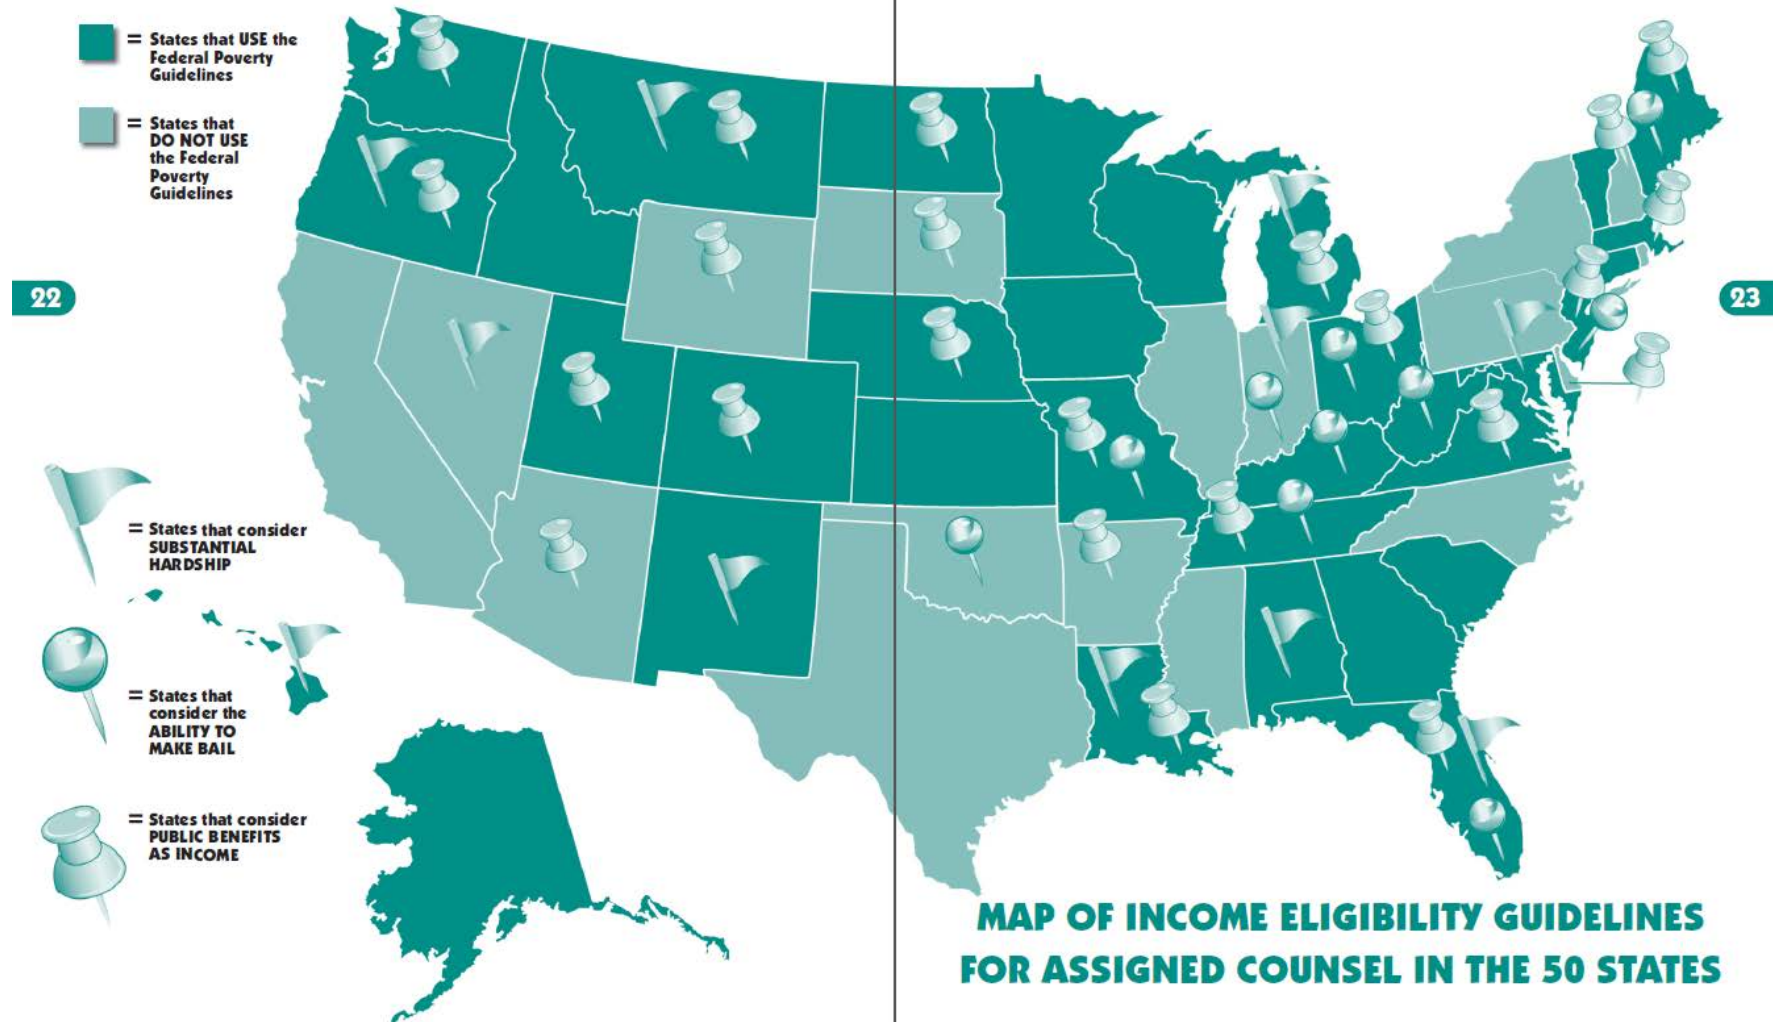 = States that USE the
Federal Poverty
Guidelines
= States that
DO NOT USE
the Federal
Poverty
Guidelines
22
23
= States that consider
SUBSTANTIAL
HARDSHIP
= States that
consider the
ABILITY TO
MAKE BAIL
= States that consider
PUBLIC BENEFITS
AS INCOME
MAP OF INCOME ELIGIBILITY GUIDELINES
FOR ASSIGNED COUNSEL IN THE 50 STATES